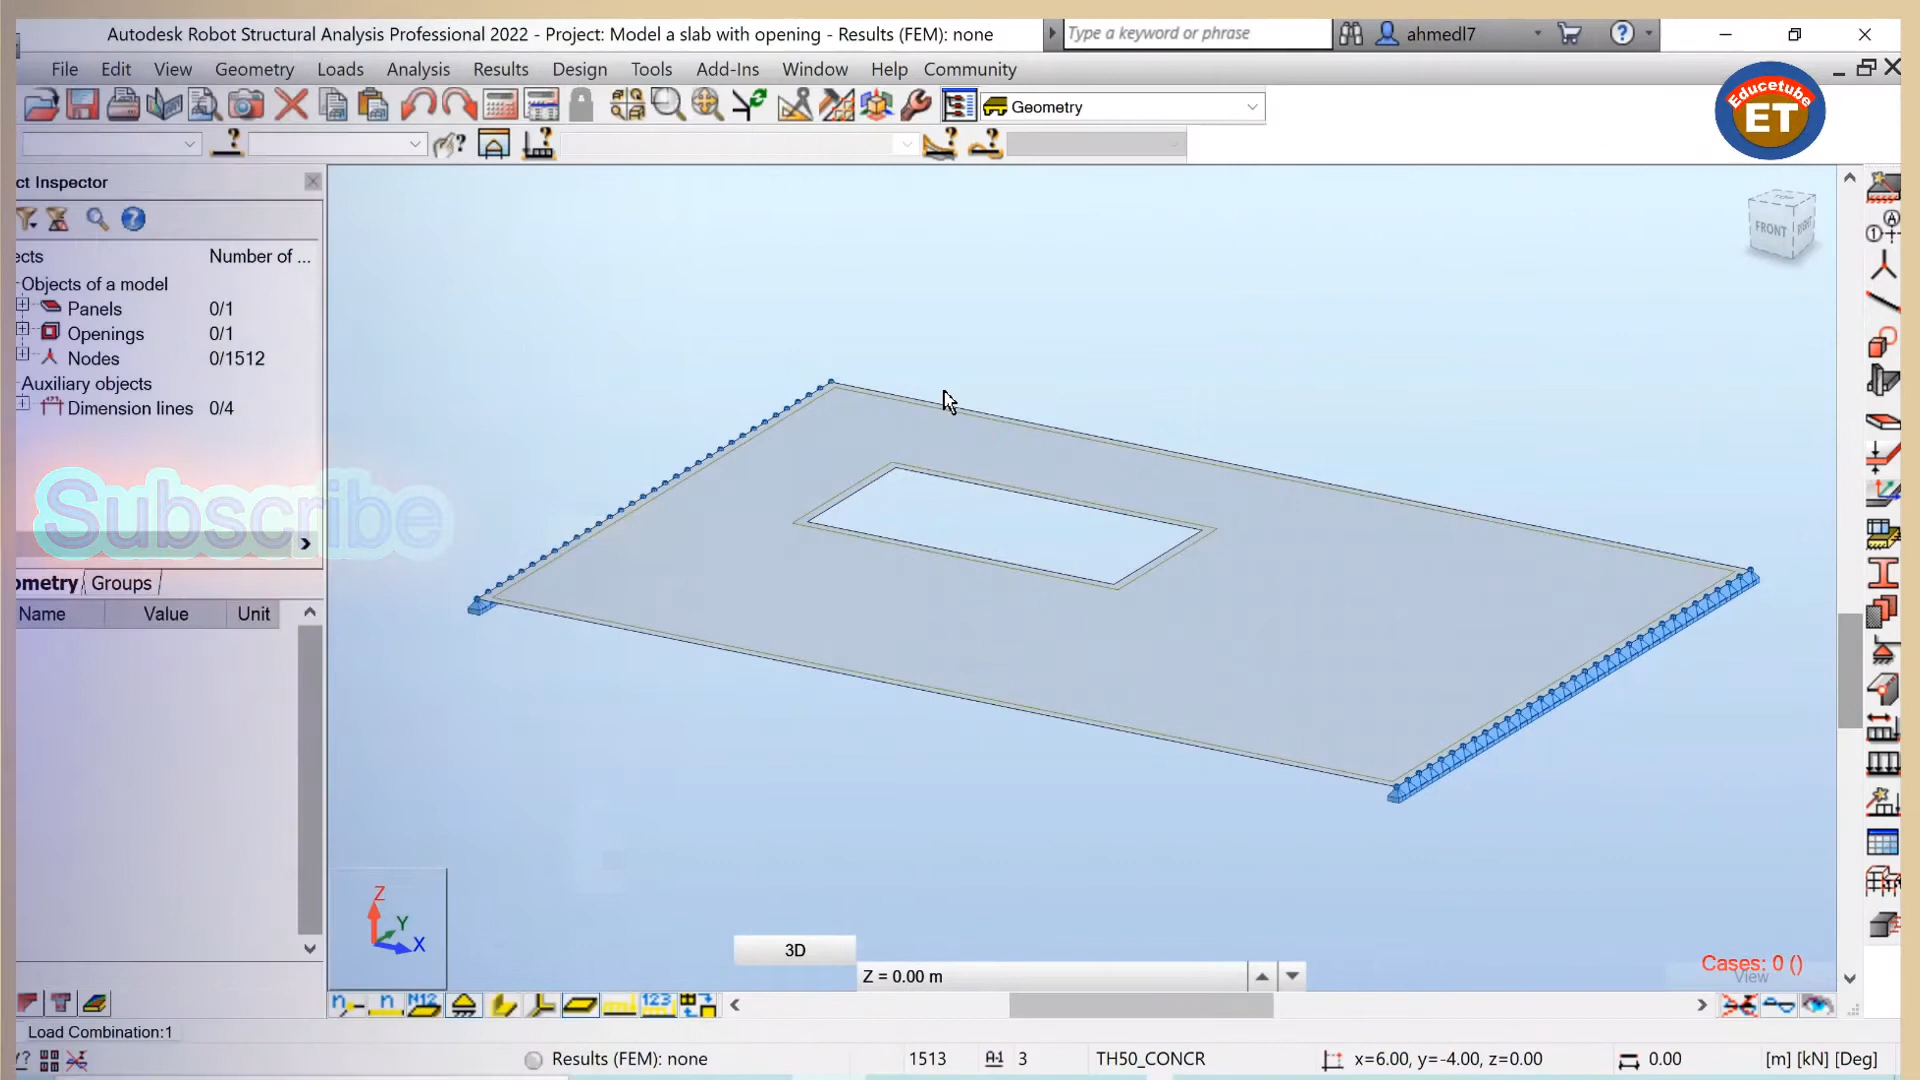 Autodesk Robot Structural Analysis Professional 2022 - Project: Model a slab with opening - Results (FEM): none
Type a keyword or phrase
ahmedl7
File Edit View Geometry Loads Analysis Results Design Tools Add-Ins Window Help Community
Geometry
Educetube
ET
ct Inspector
ects Number of ...
Objects of a model
Panels 0/1
Openings 0/1
Nodes 0/1512
Auxiliary objects
Dimension lines 0/4
Subscribe
ometry Groups
Name Value Unit
TOP
FRONT
RIGHT
Z
Y
X
3D
Z = 0.00 m
Cases: 0 ()
View
N12
123
Load Combination:1
Results (FEM): none 1513 3 TH50_CONCR x=6.00, y=-4.00, z=0.00 0.00 [m] [kN] [Deg]